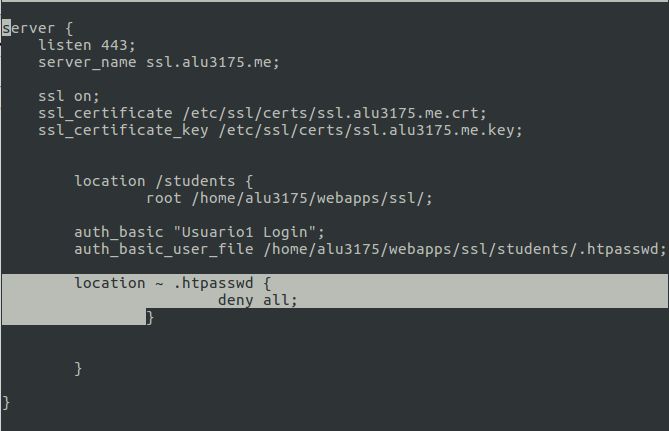 server {
listen 443;
server_name ssl.alu3175.me;
ssl on;
ssl_certificate /etc/ssl/certs/ssl.alu3175.me.crt;
ssl_certificate_key /etc/ssl/certs/ssl.alu3175.me.key;
location /students {
root /home/alu3175/webapps/ssl/;
auth_basic "Usuario1 Login";
auth_basic_user_file /home/alu3175/webapps/ssl/students/.htpasswd;
location ~ .htpasswd {
deny all;
}
}
}